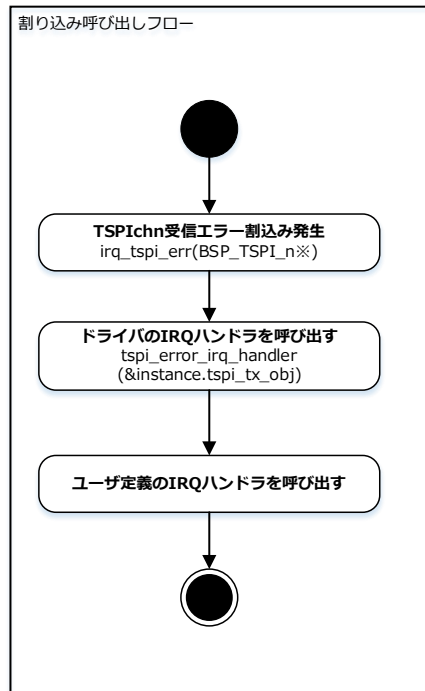 割り込み呼び出しフロー
TSPIchn受信エラー割込み発生
irq_tspi_err(BSP_TSPI_n※)
ドライバのIRQハンドラを呼び出す
tspi_error_irq_handler
(&instance.tspi_tx_obj)
ユーザ定義のIRQハンドラを呼び出す